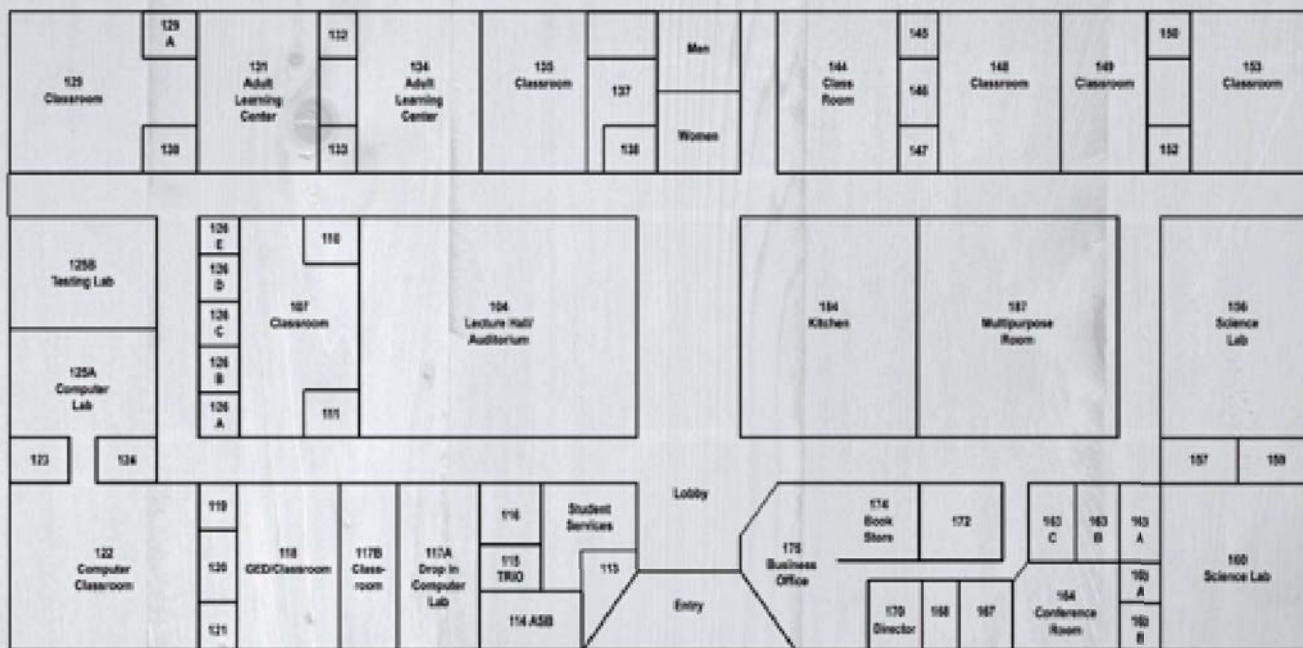 129
A
129
Classroom
130
131
Adult
Learning
Center
132
133
134
Adult
Learning
Center
135
Classroom
137
138
Men
Women
144
Class
Room
145
146
147
148
Classroom
149
Classroom
150
152
153
Classroom
125B
Testing Lab
125A
Computer
Lab
126
E
126
D
126
C
126
B
126
A
107
Classroom
110
111
104
Lecture Hall/
Auditorium
184
Kitchen
187
Multipurpose
Room
156
Science
Lab
123
157
159
122
Computer
Classroom
119
120
121
118
GED/Classroom
117B
Class-
room
117A
Drop In
Computer
Lab
116
115
TRIO
114 ASB
Student
Services
113
Lobby
Entry
175
Business
Office
174
Book
Store
172
170
Director
168
167
163
C
163
B
163
A
164
Conference
Room
A
B
160
Science Lab